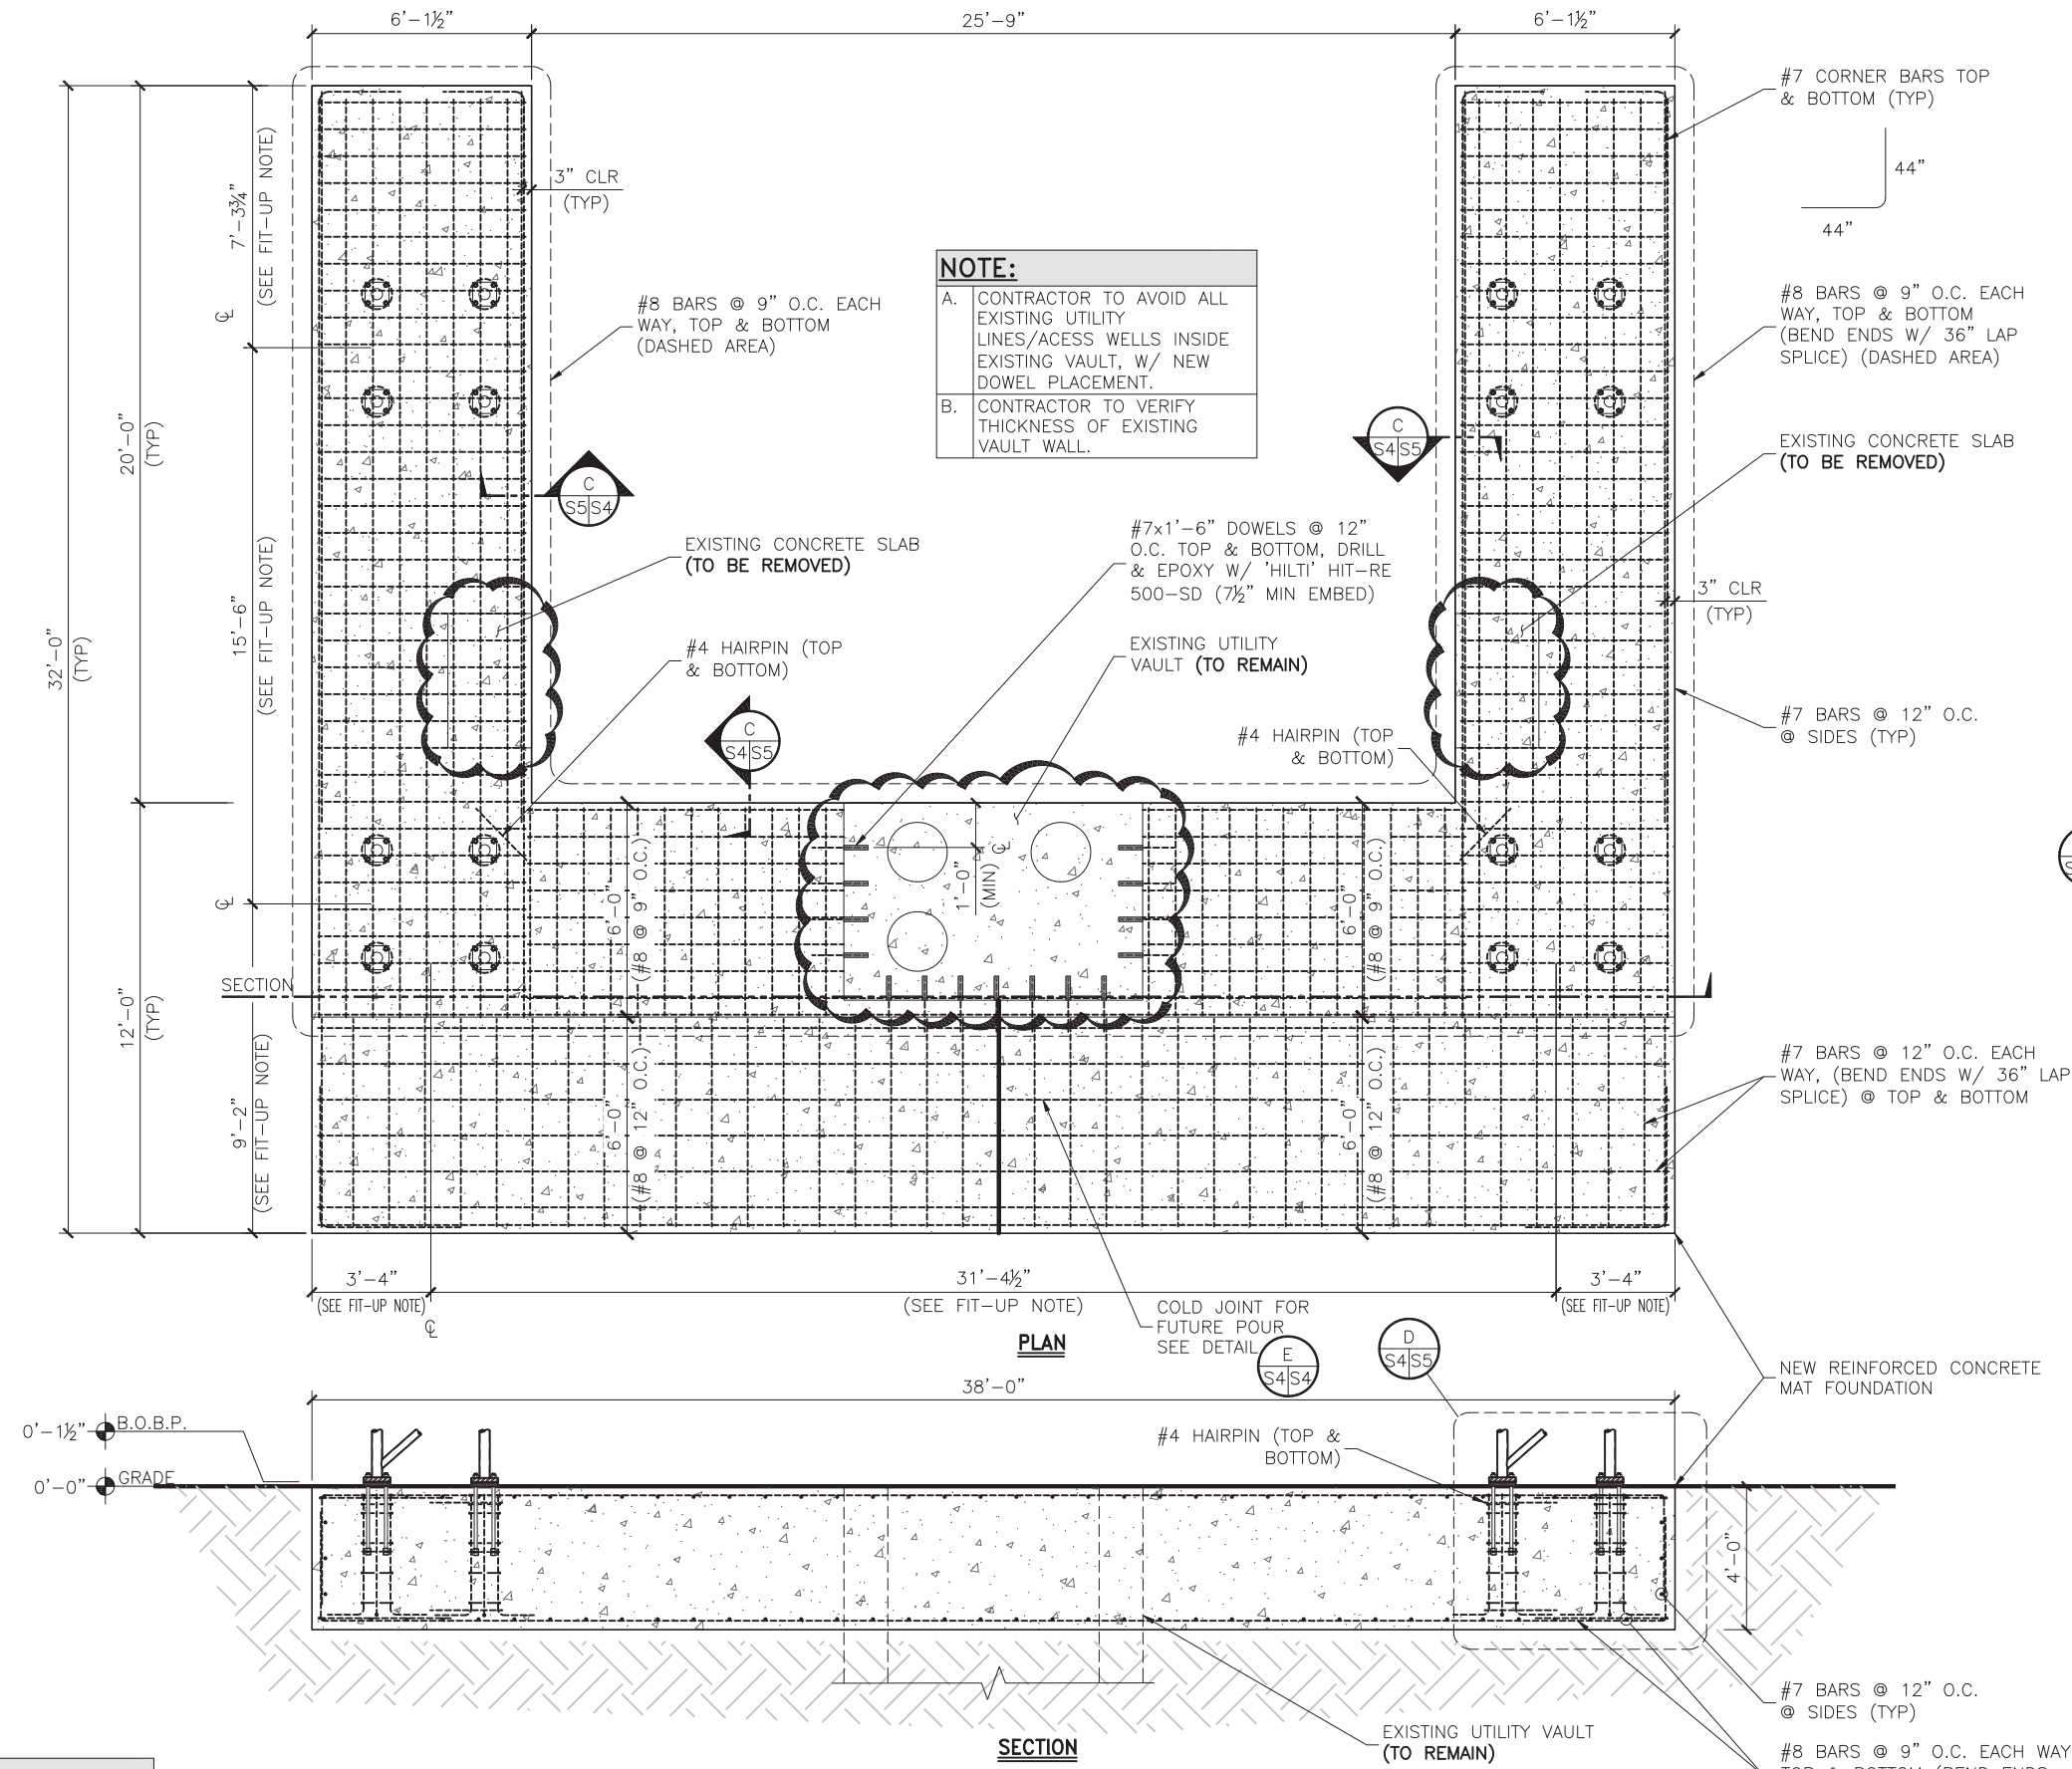 6'-1½"
25'-9"
6'-1½"
#7 CORNER BARS TOP
& BOTTOM (TYP)
44"
44"
3" CLR
(TYP)
7'-3¾"
(SEE FIT-UP NOTE)
℄
20'-0"
(TYP)
32'-0"
(TYP)
15'-6"
(SEE FIT-UP NOTE)
℄
12'-0"
(TYP)
9'-2"
(SEE FIT-UP NOTE)
#8 BARS @ 9" O.C. EACH
WAY, TOP & BOTTOM
(DASHED AREA)
NOTE:
A. CONTRACTOR TO AVOID ALL
EXISTING UTILITY
LINES/ACESS WELLS INSIDE
EXISTING VAULT, W/ NEW
DOWEL PLACEMENT.
B. CONTRACTOR TO VERIFY
THICKNESS OF EXISTING
VAULT WALL.
#8 BARS @ 9" O.C. EACH
WAY, TOP & BOTTOM
(BEND ENDS W/ 36" LAP
SPLICE) (DASHED AREA)
C
S4 S5
EXISTING CONCRETE SLAB
(TO BE REMOVED)
C
S5 S4
EXISTING CONCRETE SLAB
(TO BE REMOVED)
#7x1'-6" DOWELS @ 12"
O.C. TOP & BOTTOM, DRILL
& EPOXY W/ 'HILTI' HIT-RE
500-SD (7½" MIN EMBED)
3" CLR
(TYP)
#4 HAIRPIN (TOP
& BOTTOM)
EXISTING UTILITY
VAULT (TO REMAIN)
#4 HAIRPIN (TOP
& BOTTOM)
#7 BARS @ 12" O.C.
@ SIDES (TYP)
C
S4 S5
6'-0"
(#8 @ 9" O.C.)
1'-0"
(MIN)
℄
6'-0"
(#8 @ 9" O.C.)
SECTION
6'-0"
(#8 @ 12" O.C.)
6'-0"
(#8 @ 12" O.C.)
#7 BARS @ 12" O.C. EACH
WAY, (BEND ENDS W/ 36" LAP
SPLICE) @ TOP & BOTTOM
3'-4"
(SEE FIT-UP NOTE)
℄
31'-4½"
(SEE FIT-UP NOTE)
3'-4"
(SEE FIT-UP NOTE)
COLD JOINT FOR
FUTURE POUR
SEE DETAIL
E
S4 S4
D
S4 S5
PLAN
NEW REINFORCED CONCRETE
MAT FOUNDATION
38'-0"
0'-1½"
B.O.B.P.
0'-0"
GRADE
#4 HAIRPIN (TOP &
BOTTOM)
4'-0"
#7 BARS @ 12" O.C.
@ SIDES (TYP)
EXISTING UTILITY VAULT
(TO REMAIN)
SECTION
#8 BARS @ 9" O.C. EACH WAY